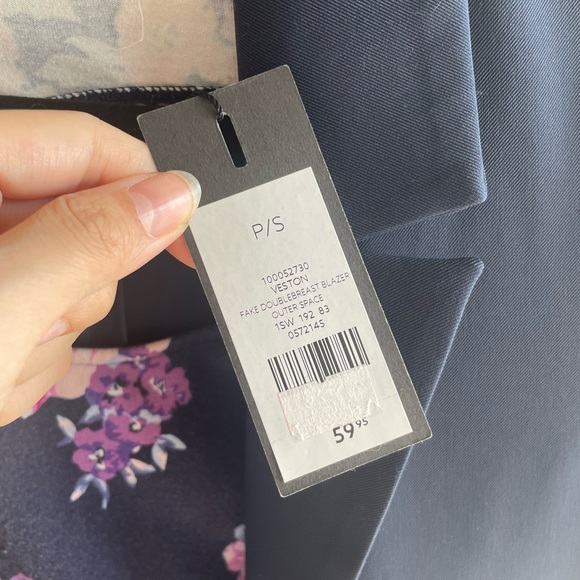 P/S
100052730
VESTON
FAKE DOUBLEBREAST BLAZER
OUTER SPACE
1SW 192 83
0572145
59 95